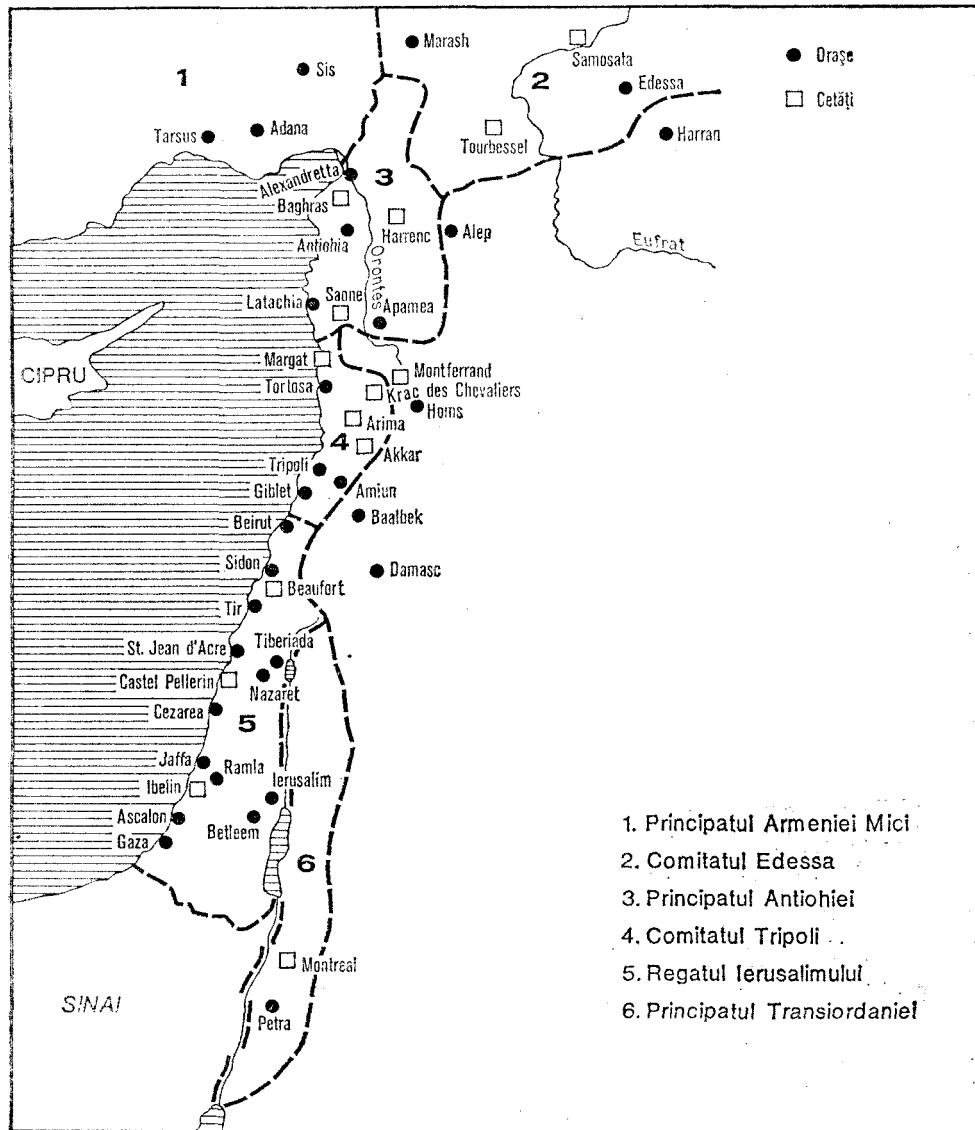 Marash
Samosata
1
Sis
2
Edessa
● Orașe
□ Cetăți
Tarsus
Adana
Tourbessel
Harran
Alexandretta
3
Baghras
Harrenc
Antiohia
Alep
Eufrat
Orontes
Latachia
Saone
Apamea
CIPRU
Margat
Montferrand
Tortosa
Krac des Chevaliers
Homs
Arima
4
Akkar
Tripoli
Giblet
Amiun
Beirut
Baalbek
Sidon
Damasc
Beaufort
Tir
St. Jean d'Acre
Tiberiada
Castel Pellerin
Nazaret
Cezarea
5
Jaffa
Ramla
Ibelin
Ierusalim
Ascalon
Betleem
Gaza
6
Montreal
SINAI
Petra
1. Principatul Armeniei Mici
2. Comitatul Edessa
3. Principatul Antiohiei
4. Comitatul Tripoli
5. Regatul Ierusalimului
6. Principatul Transiordaniei